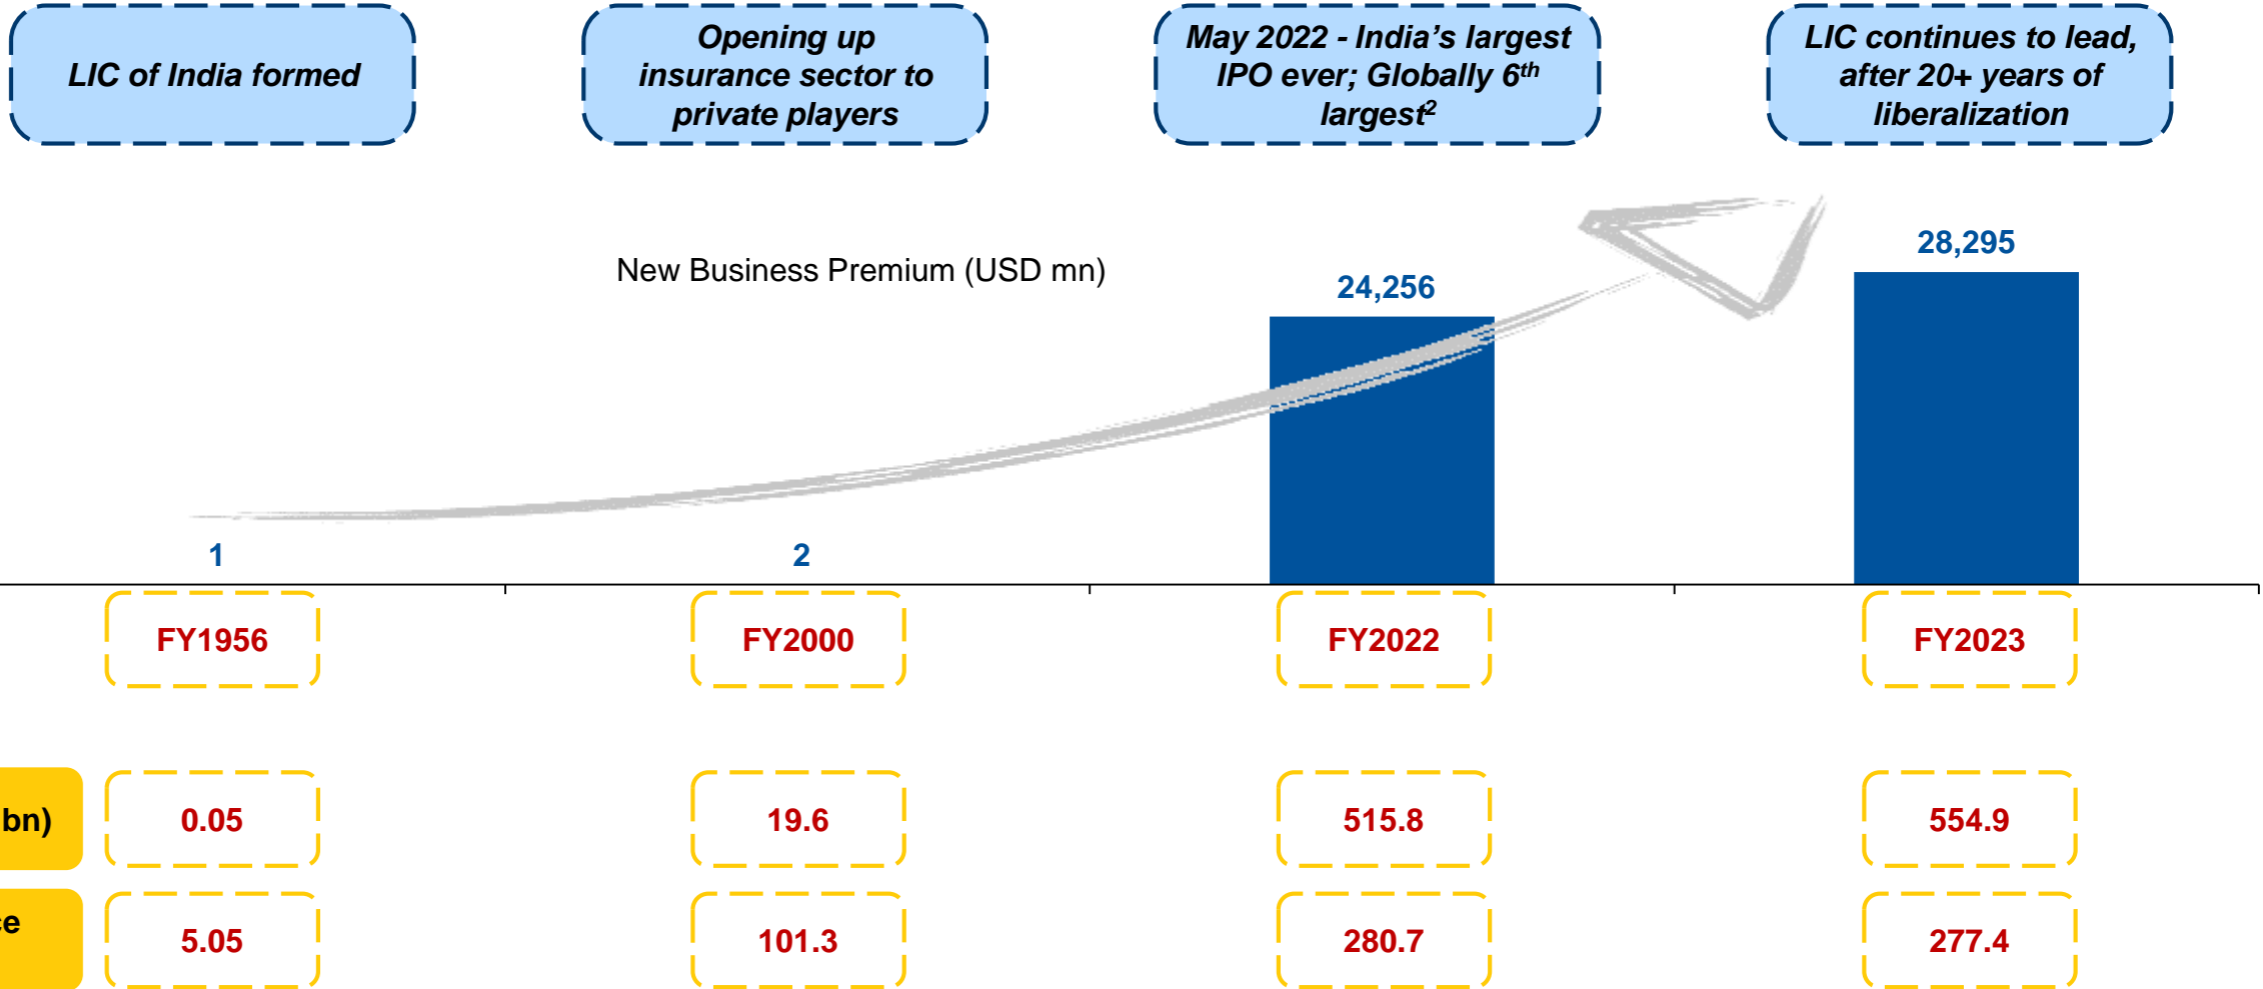 LIC of India formed
Opening up
insurance sector to
private players
May 2022 - India's largest
IPO ever; Globally 6th
largest2
LIC continues to lead,
after 20+ years of
liberalization
New Business Premium (USD mn)
1
2
24,256
28,295
FY1956
FY2000
FY2022
FY2023
bn)
0.05
19.6
515.8
554.9
5.05
101.3
280.7
277.4